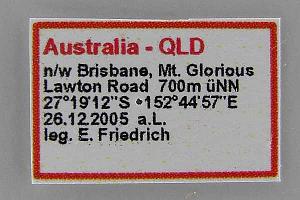 Australia - QLD
n/w Brisbane, Mt. Glorious
Lawton Road 700m üNN
27°19'12"S •152°44'57"E
26.12.2005 a.L.
leg. E. Friedrich